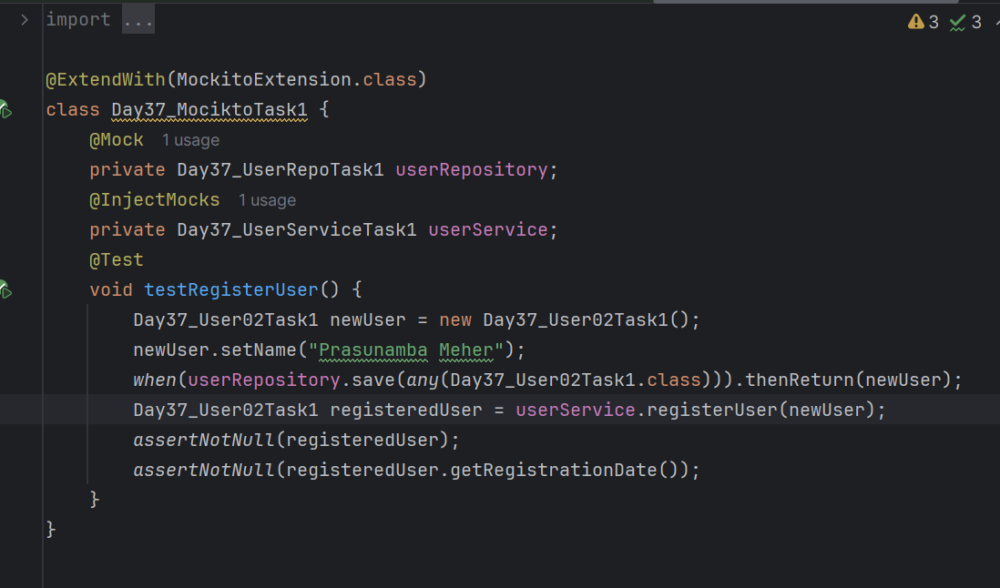 import ...
3 3
@ExtendWith(MockitoExtension.class)
class Day37_MociktoTask1 {
@Mock 1 usage
private Day37_UserRepoTask1 userRepository;
@InjectMocks 1 usage
private Day37_UserServiceTask1 userService;
@Test
void testRegisterUser() {
Day37_User02Task1 newUser = new Day37_User02Task1();
newUser.setName("Prasunamba Meher");
when(userRepository.save(any(Day37_User02Task1.class))).thenReturn(newUser);
Day37_User02Task1 registeredUser = userService.registerUser(newUser);
assertNotNull(registeredUser);
assertNotNull(registeredUser.getRegistrationDate());
}
}